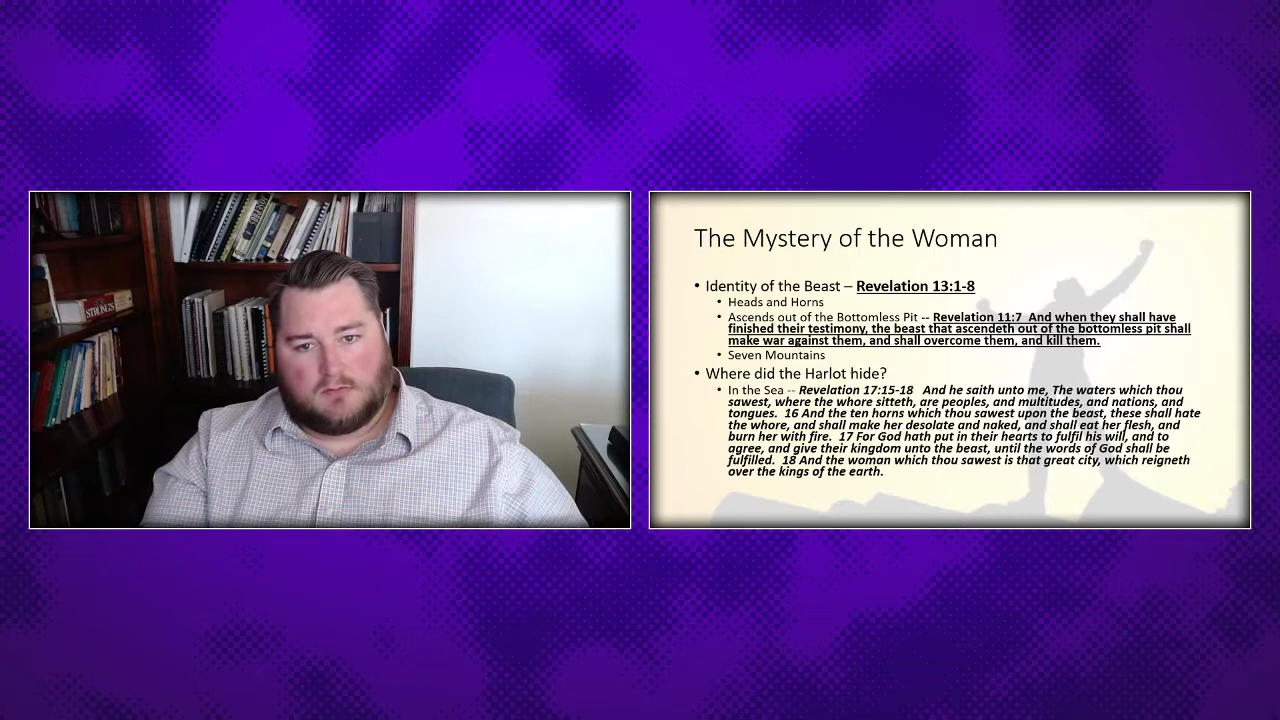 STRONG'S
The Mystery of the Woman
• Identity of the Beast – Revelation 13:1-8
• Heads and Horns
• Ascends out of the Bottomless Pit -- Revelation 11:7 And when they shall have
finished their testimony, the beast that ascendeth out of the bottomless pit shall
make war against them, and shall overcome them, and kill them.
• Seven Mountains
• Where did the Harlot hide?
• In the Sea -- Revelation 17:15-18 And he saith unto me, The waters which thou
sawest, where the whore sitteth, are peoples, and multitudes, and nations, and
tongues. 16 And the ten horns which thou sawest upon the beast, these shall hate
the whore, and shall make her desolate and naked, and shall eat her flesh, and
burn her with fire. 17 For God hath put in their hearts to fulfil his will, and to
agree, and give their kingdom unto the beast, until the words of God shall be
fulfilled. 18 And the woman which thou sawest is that great city, which reigneth
over the kings of the earth.